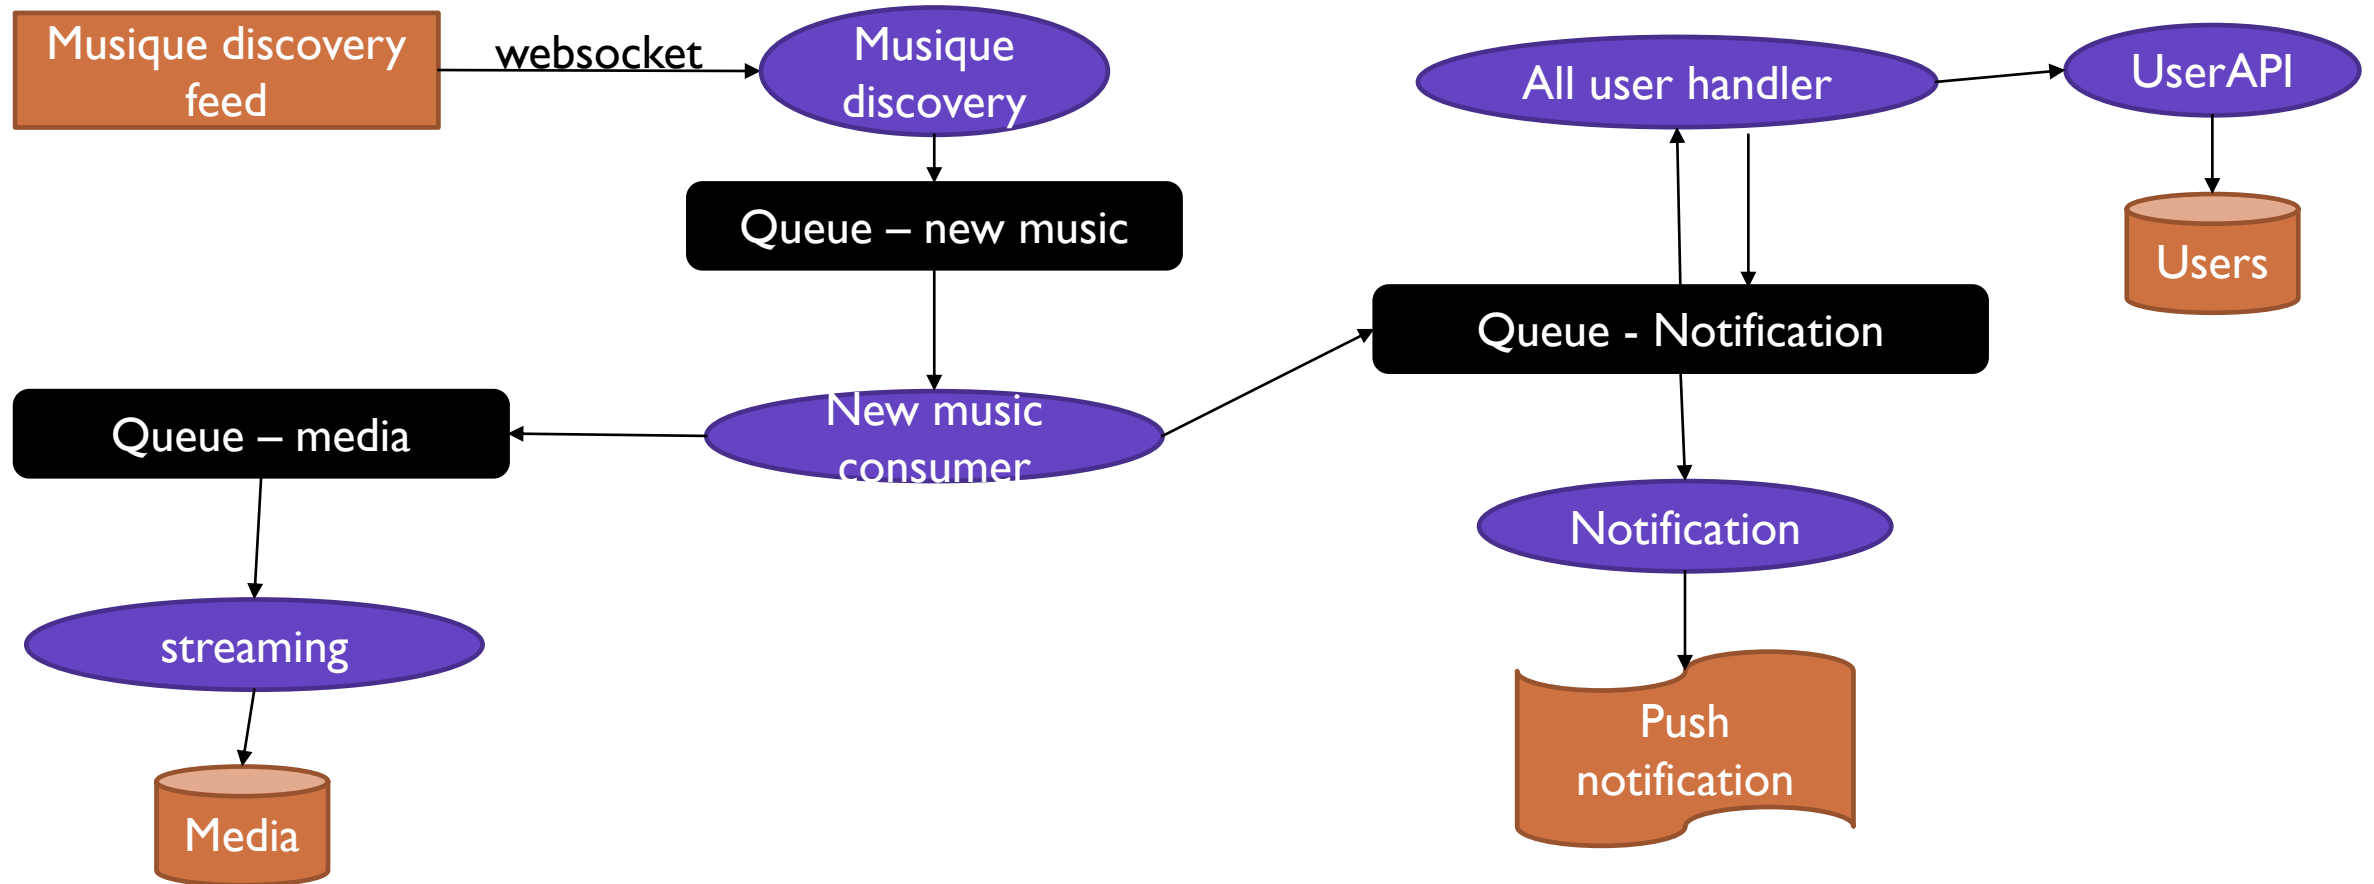 Musique discovery
feed
websocket
Musique
discovery
All user handler
UserAPI
Queue – new music
Users
Queue - Notification
Queue – media
New music
consumer
Notification
streaming
Push
notification
Media